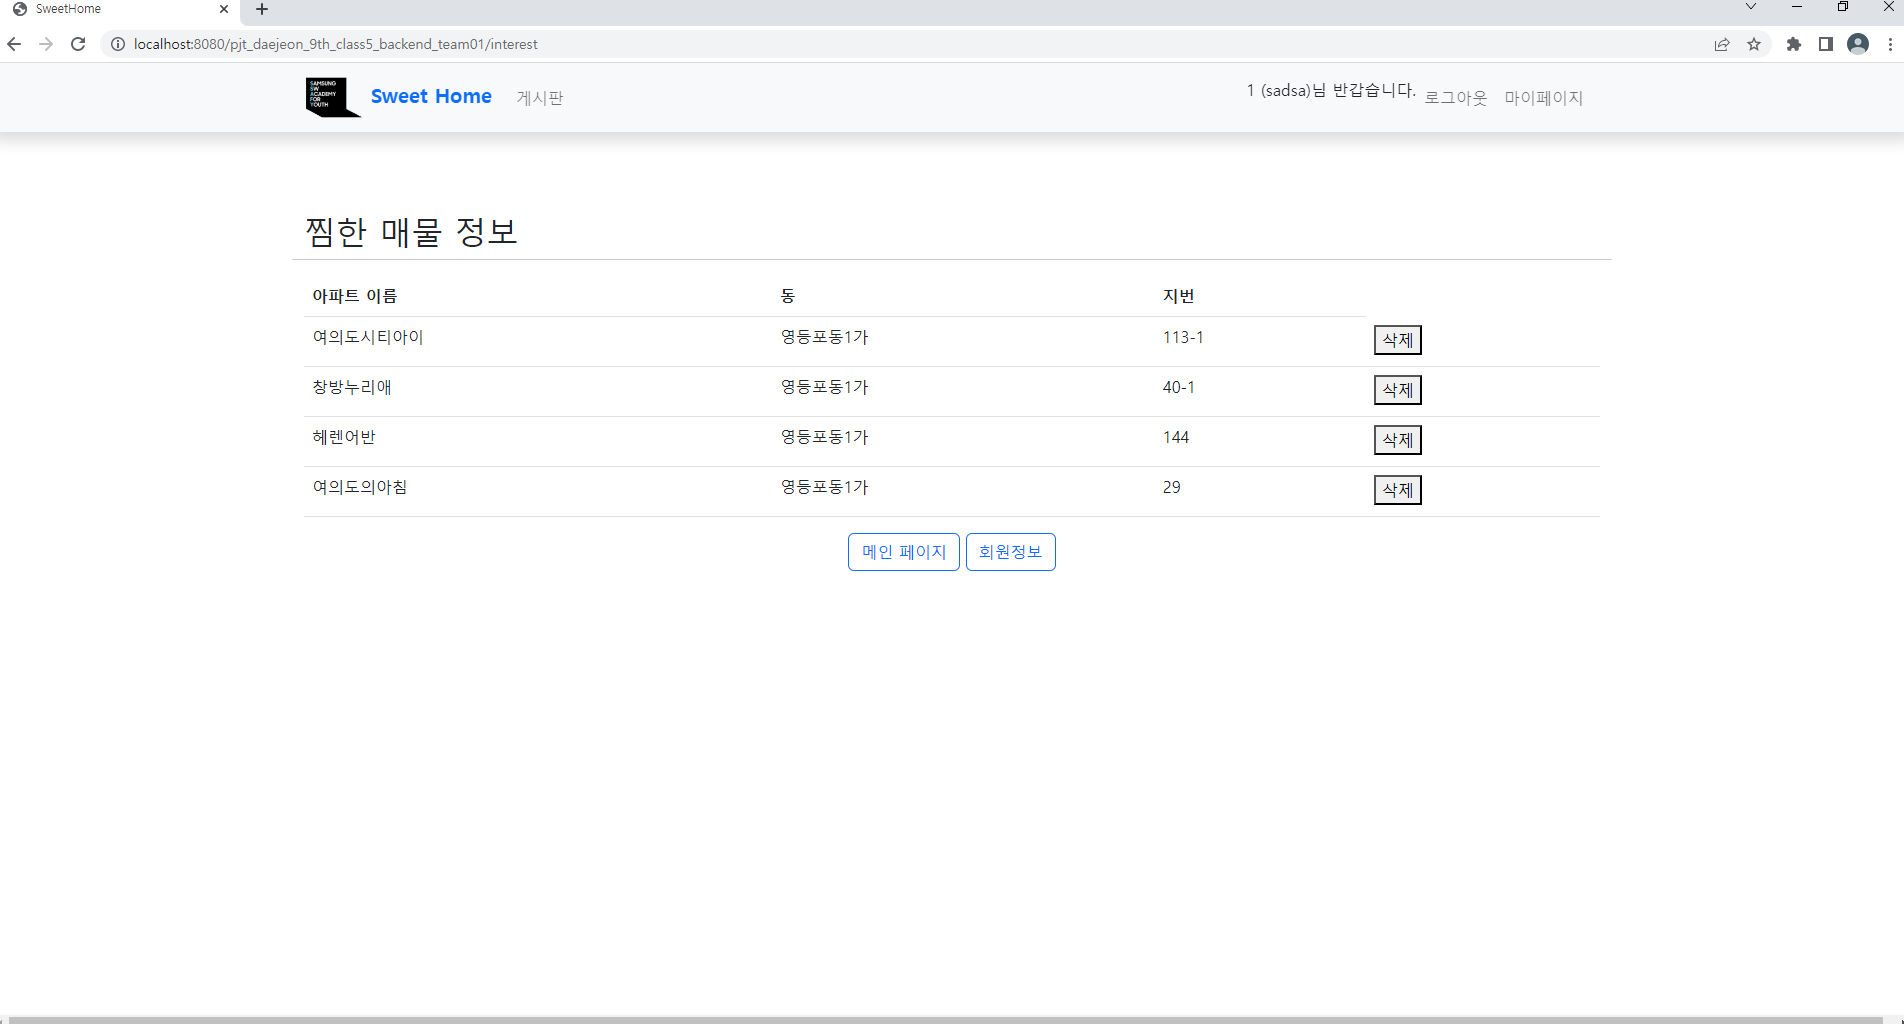 SweetHome
localhost:8080/pjt_daejeon_9th_class5_backend_team01/interest
SAMSUNG
SW
ACADEMY
FOR
YOUTH
Sweet Home 게시판 1 (sadsa)님 반갑습니다. 로그아웃 마이페이지
찜한 매물 정보
아파트 이름 동 지번
여의도시티아이 영등포동1가 113-1 삭제
창방누리애 영등포동1가 40-1 삭제
헤렌어반 영등포동1가 144 삭제
여의도의아침 영등포동1가 29 삭제
메인 페이지 회원정보